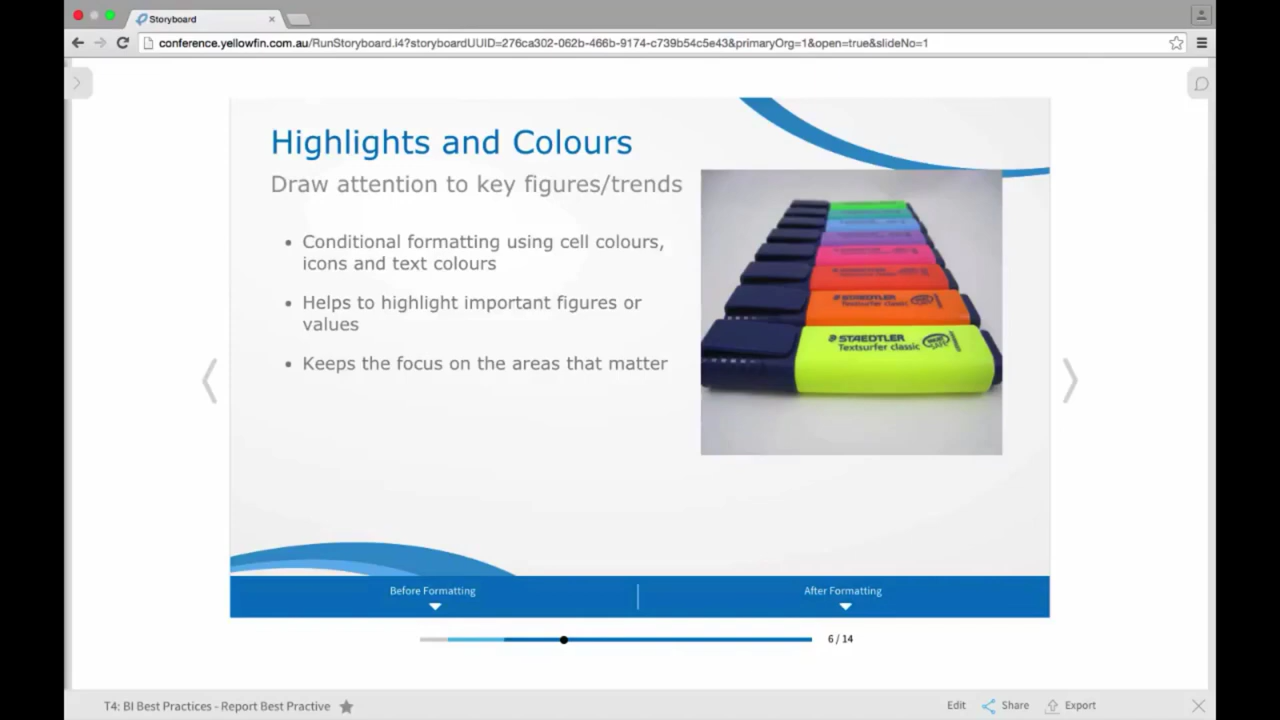 Storyboard
conference.yellowfin.com.au/RunStoryboard.i4?storyboardUUID=276ca302-062b-466b-9174-c739b54c5e43&primaryOrg=1&open=true&slideNo=1
Highlights and Colours
Draw attention to key figures/trends
• Conditional formatting using cell colours,
icons and text colours
• Helps to highlight important figures or
values
• Keeps the focus on the areas that matter
STAEDTLER
STAEDTLER
Textsurfer classic
STAEDTLER
Textsurfer classic
Before Formatting
After Formatting
6 / 14
T4: BI Best Practices - Report Best Practive
Edit
Share
Export